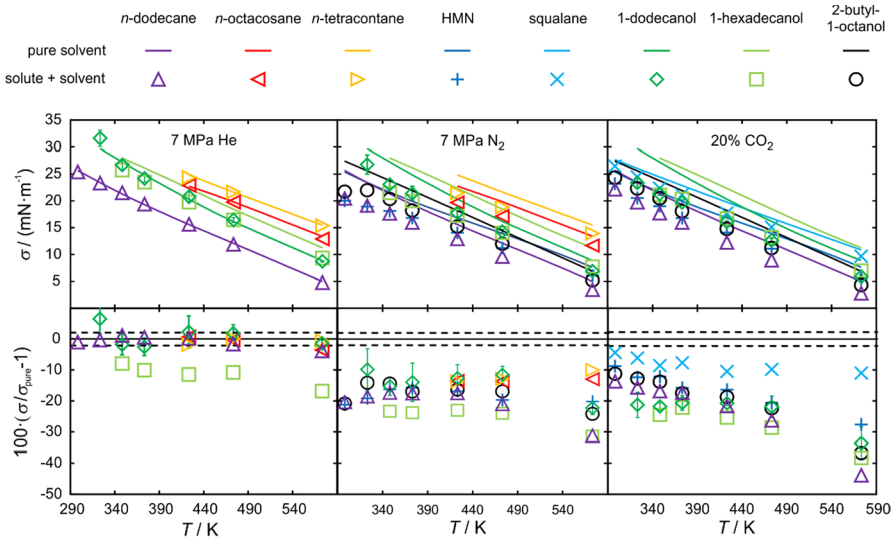 n-dodecane n-octacosane n-tetracontane HMN squalane 1-dodecanol 1-hexadecanol 2-butyl-
1-octanol
pure solvent
solute + solvent
35
30
25
20
15
10
5
σ / (mN·m⁻¹)
7 MPa He
7 MPa N₂
20% CO₂
0
-10
-20
-30
-40
-50
100·(σ/σpure-1)
290 340 390 440 490 540 340 390 440 490 540 340 390 440 490 540 590
T / K T / K T / K